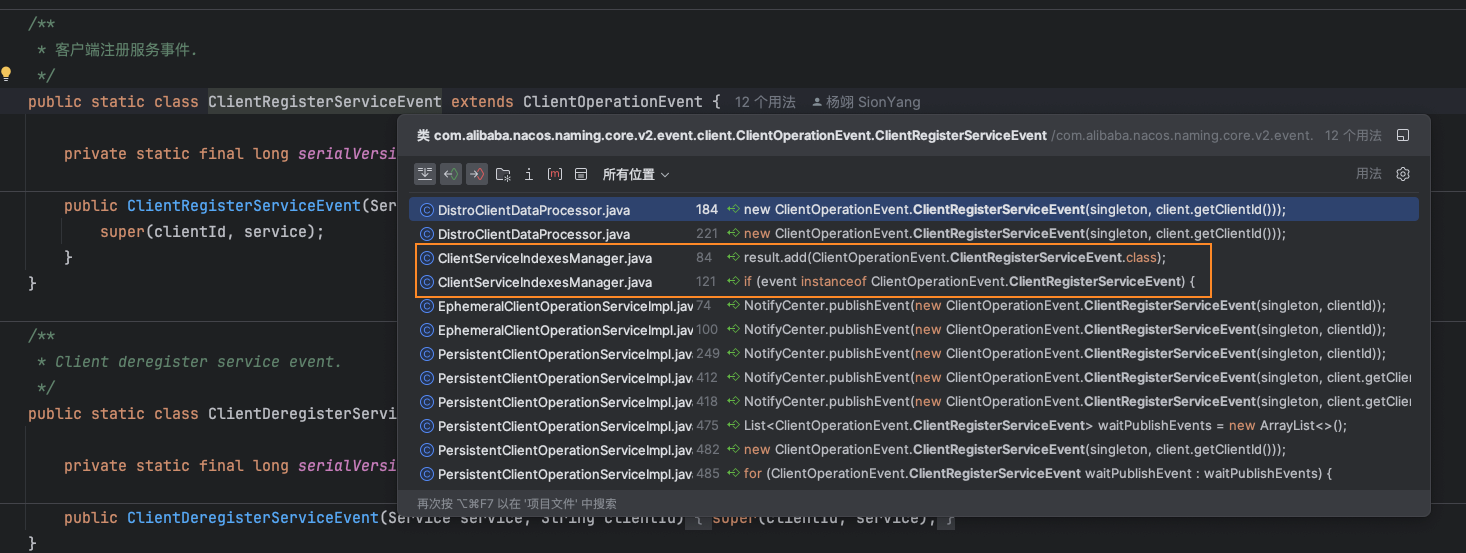 /**
* 客户端注册服务事件.
*/
public static class ClientRegisterServiceEvent extends ClientOperationEvent { 12 个用法 杨翊 SionYang
类 com.alibaba.nacos.naming.core.v2.event.client.ClientOperationEvent.ClientRegisterServiceEvent /com.alibaba.nacos.naming.core.v2.event. 12 个用法
private static final long serialVersi
所有位置 用法
public ClientRegisterServiceEvent(Ser
super(clientId, service);
}
}
DistroClientDataProcessor.java 184 new ClientOperationEvent.ClientRegisterServiceEvent(singleton, client.getClientId()));
DistroClientDataProcessor.java 221 new ClientOperationEvent.ClientRegisterServiceEvent(singleton, client.getClientId()));
ClientServiceIndexesManager.java 84 result.add(ClientOperationEvent.ClientRegisterServiceEvent.class);
ClientServiceIndexesManager.java 121 if (event instanceof ClientOperationEvent.ClientRegisterServiceEvent) {
EphemeralClientOperationServiceImpl.jav 74 NotifyCenter.publishEvent(new ClientOperationEvent.ClientRegisterServiceEvent(singleton, clientId));
EphemeralClientOperationServiceImpl.jav 100 NotifyCenter.publishEvent(new ClientOperationEvent.ClientRegisterServiceEvent(singleton, clientId));
PersistentClientOperationServiceImpl.jav 249 NotifyCenter.publishEvent(new ClientOperationEvent.ClientRegisterServiceEvent(singleton, clientId));
PersistentClientOperationServiceImpl.jav 412 NotifyCenter.publishEvent(new ClientOperationEvent.ClientRegisterServiceEvent(singleton, client.getClie
PersistentClientOperationServiceImpl.jav 418 NotifyCenter.publishEvent(new ClientOperationEvent.ClientRegisterServiceEvent(singleton, client.getClie
PersistentClientOperationServiceImpl.jav 475 List<ClientOperationEvent.ClientRegisterServiceEvent> waitPublishEvents = new ArrayList<>();
PersistentClientOperationServiceImpl.jav 482 new ClientOperationEvent.ClientRegisterServiceEvent(singleton, client.getClientId()));
PersistentClientOperationServiceImpl.jav 485 for (ClientOperationEvent.ClientRegisterServiceEvent waitPublishEvent : waitPublishEvents) {
再次按 ⌥⌘F7 以在 '项目文件' 中搜索
/**
* Client deregister service event.
*/
public static class ClientDeregisterServi
private static final long serialVersi
public ClientDeregisterServiceEvent(Service service, String clientId) { super(clientId, service); }
}